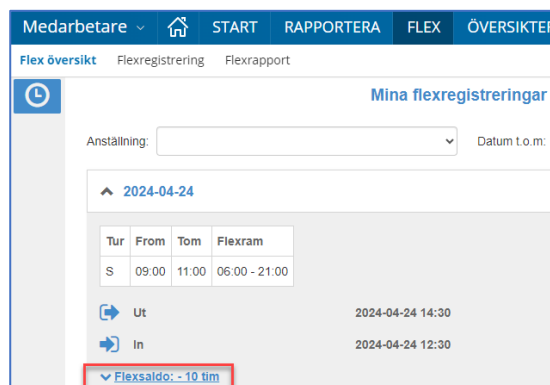 Medarbetare START RAPPORTERA FLEX ÖVERSIKTER
Flex översikt Flexregistrering Flexrapport
Mina flexregistreringar
Anställning: Datum t.o.m:
2024-04-24
Tur From Tom Flexram
S 09:00 11:00 06:00 - 21:00
Ut 2024-04-24 14:30
In 2024-04-24 12:30
Flexsaldo: - 10 tim